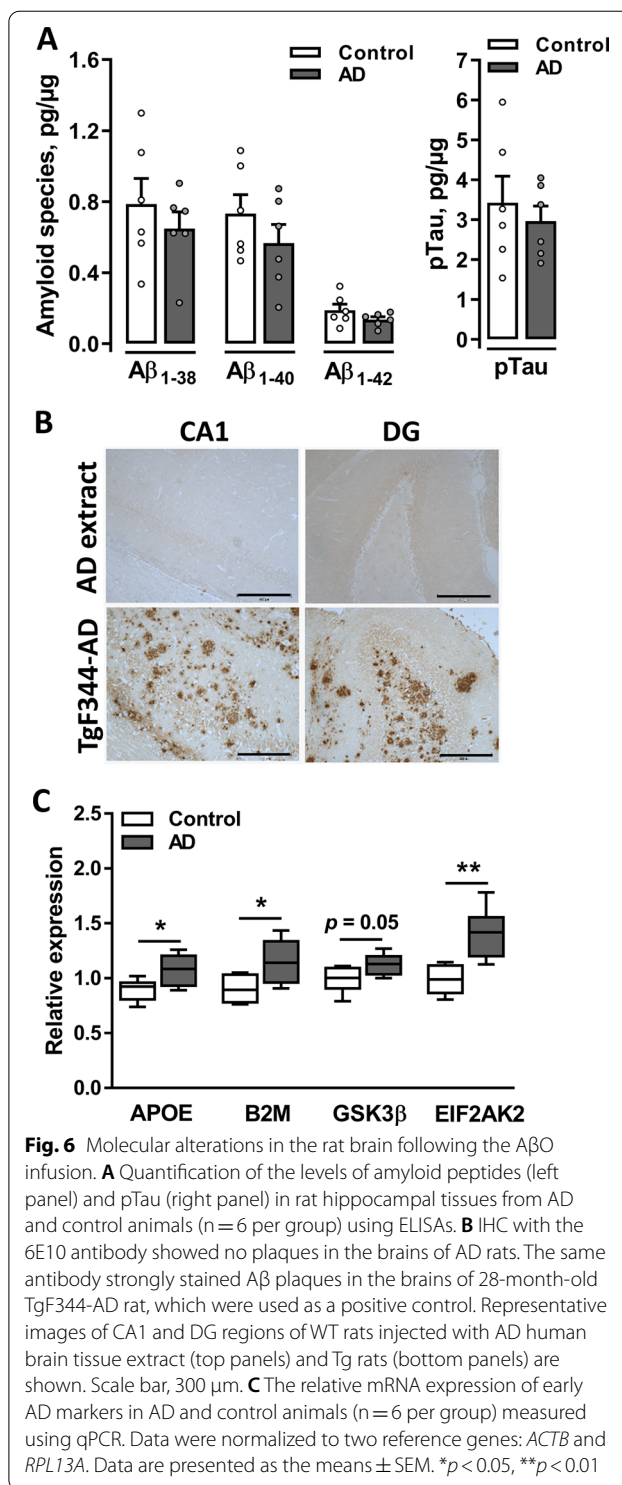 A
Control
AD
Amyloid species, pg/µg
1.6
1.2
0.8
0.4
0.0
Aβ1-38
Aβ1-40
Aβ1-42
Control
AD
pTau, pg/µg
7
6
5
4
3
2
1
0
pTau
B
CA1
DG
AD extract
TgF344-AD
C
Control
AD
Relative expression
2.5
2.0
1.5
1.0
0.5
0.0
*
*
p = 0.05
**
APOE
B2M
GSK3β
EIF2AK2
Fig. 6 Molecular alterations in the rat brain following the AβO
infusion. A Quantification of the levels of amyloid peptides (left
panel) and pTau (right panel) in rat hippocampal tissues from AD
and control animals (n = 6 per group) using ELISAs. B IHC with the
6E10 antibody showed no plaques in the brains of AD rats. The same
antibody strongly stained Aβ plaques in the brains of 28-month-old
TgF344-AD rat, which were used as a positive control. Representative
images of CA1 and DG regions of WT rats injected with AD human
brain tissue extract (top panels) and Tg rats (bottom panels) are
shown. Scale bar, 300 µm. C The relative mRNA expression of early
AD markers in AD and control animals (n = 6 per group) measured
using qPCR. Data were normalized to two reference genes: ACTB and
RPL13A. Data are presented as the means ± SEM. *p < 0.05, **p < 0.01